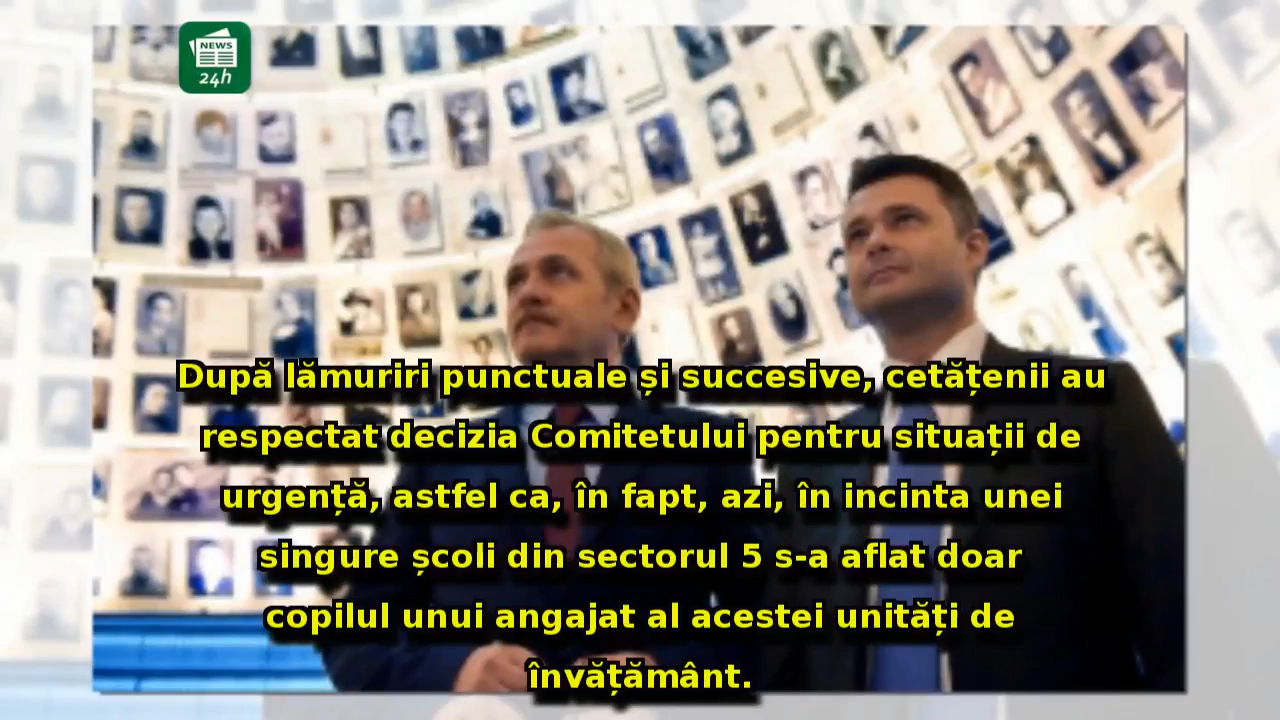 NEWS
24h
După lămuriri punctuale și succesive, cetățenii au
respectat decizia Comitetului pentru situații de
urgență, astfel ca, în fapt, azi, în incinta unei
singure școli din sectorul 5 s-a aflat doar
copilul unui angajat al acestei unități de
învățământ.